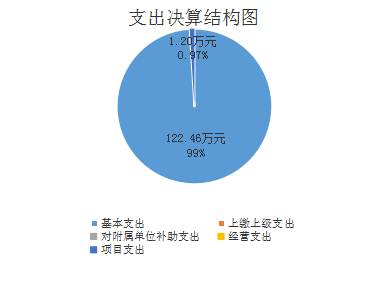 支出决算结构图
1.20万元
0.97%
122.46万元
99%
基本支出
上缴上级支出
对附属单位补助支出
经营支出
项目支出